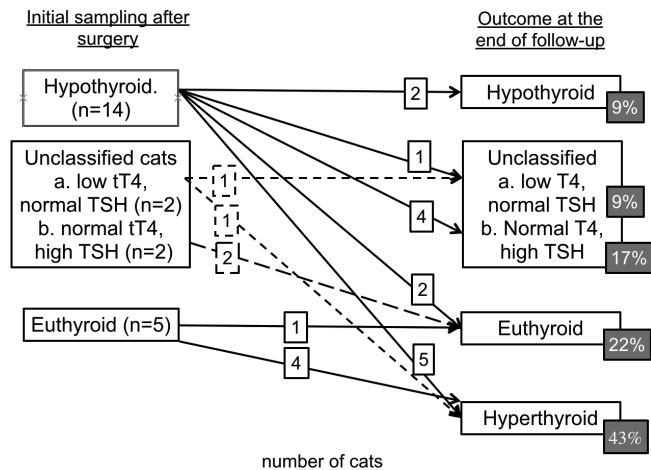 Initial sampling after
surgery
Outcome at the
end of follow-up
Hypothyroid.
(n=14)
2
Hypothyroid
9%
Unclassified cats
a. low tT4,
normal TSH (n=2)
b. normal tT4,
high TSH (n=2)
1
1
4
1
2
Unclassified
a. low T4,
normal TSH
b. Normal T4,
high TSH
9%
17%
2
Euthyroid (n=5)
1
4
Euthyroid
22%
5
Hyperthyroid
43%
number of cats